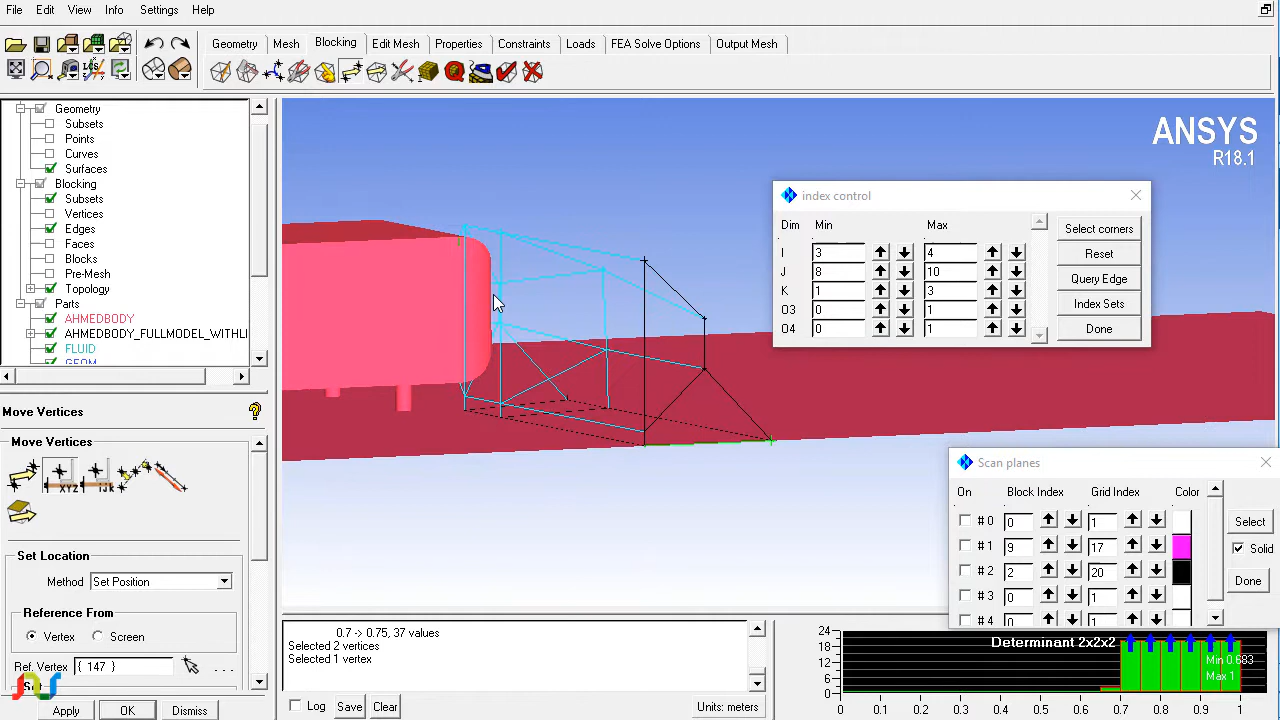 File Edit View Info Settings Help
Geometry Mesh Blocking Edit Mesh Properties Constraints Loads FEA Solve Options Output Mesh
LCS
Geometry
Subsets
Points
Curves
Surfaces
Blocking
Subsets
Vertices
Edges
Faces
Blocks
Pre-Mesh
Topology
Parts
AHMEDBODY
AHMEDBODY_FULLMODEL_WITHLI
FLUID
GEOM
Move Vertices
Move Vertices
XYZ IJK
Set Location
Method Set Position
Reference From
Vertex Screen
Ref. Vertex { 147 }
Apply OK Dismiss
ANSYS
R18.1
index control
Dim Min Max
I 3 4
J 8 10
K 1 3
O3 0 1
O4 0 1
Select corners
Reset
Query Edge
Index Sets
Done
Scan planes
On Block Index Grid Index Color
# 0 0 1
# 1 9 17
# 2 2 20
# 3 0 1
# 4 0 1
Select
Solid
Done
0.7 -> 0.75, 37 values
Selected 2 vertices
Selected 1 vertex
Log Save Clear Units: meters
Determinant 2x2x2
Min 0.683
Max 1
24
18
12
6
0
0 0.1 0.2 0.3 0.4 0.5 0.6 0.7 0.8 0.9 1